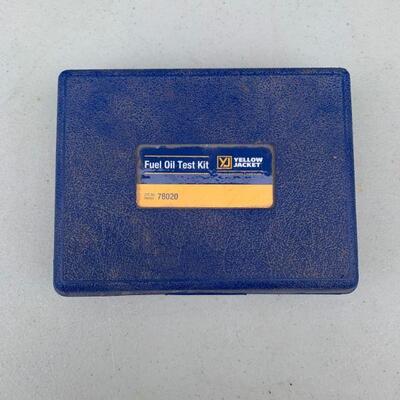 Fuel Oil Test Kit
YJ YELLOW
JACKET
78020